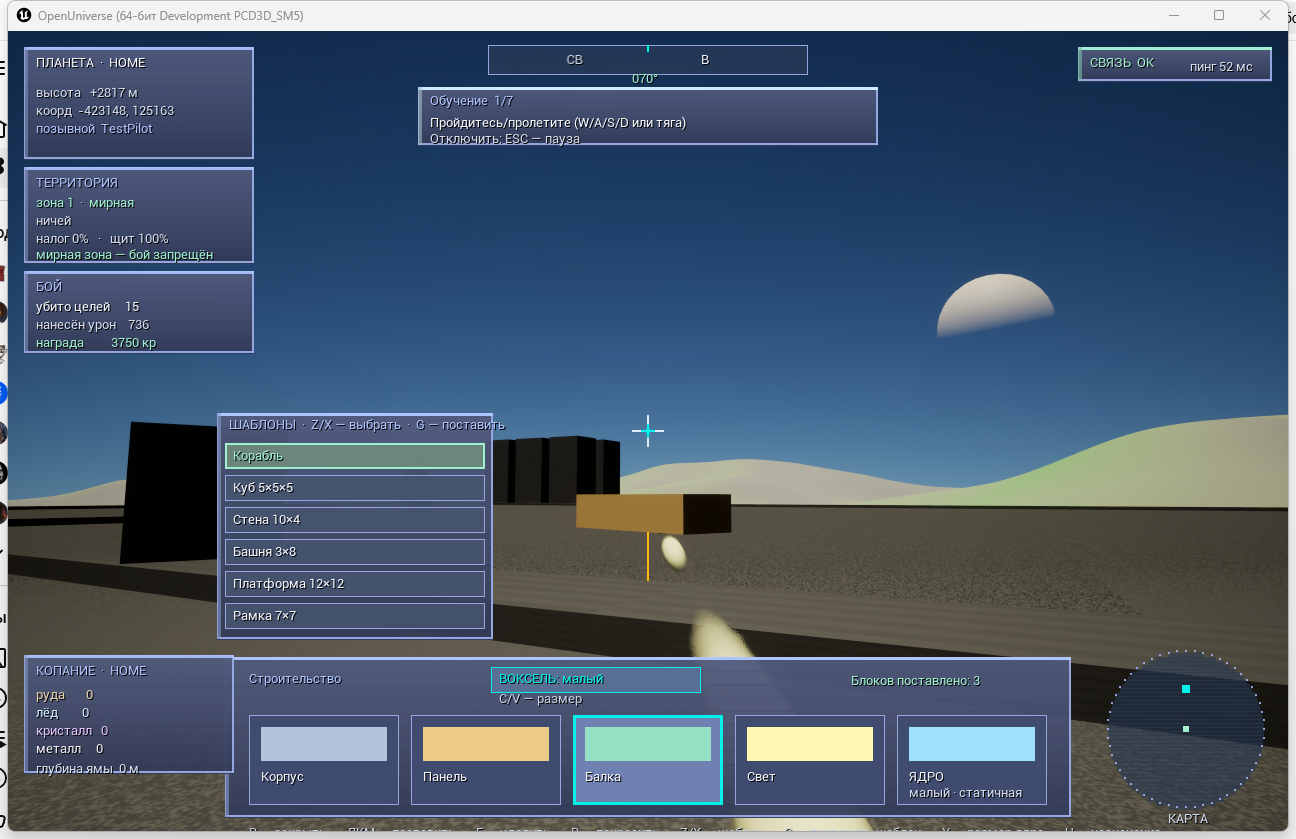 OpenUniverse (64-бит Development PCD3D_SM5)
ПЛАНЕТА · HOME
высота +2817 м
коорд -423148, 125163
позывной TestPilot
СВ В
070°
СВЯЗЬ ОК пинг 52 мс
Обучение 1/7
Пройдитесь/пролетите (W/A/S/D или тяга)
Отключить: ESC — пауза
ТЕРРИТОРИЯ
зона 1 · мирная
ничей
налог 0% · щит 100%
мирная зона — бой запрещён
БОЙ
убито целей 15
нанесён урон 736
награда 3750 кр
ШАБЛОНЫ · Z/X — выбрать · G — поставить
Корабль
Куб 5×5×5
Стена 10×4
Башня 3×8
Платформа 12×12
Рамка 7×7
КОПАНИЕ · HOME
руда 0
лёд 0
кристалл 0
металл 0
глубина ямы 0 м
Строительство
ВОКСЕЛЬ: малый
C/V — размер
Блоков поставлено: 3
Корпус
Панель
Балка
Свет
ЯДРО
малый · статичная
КАРТА